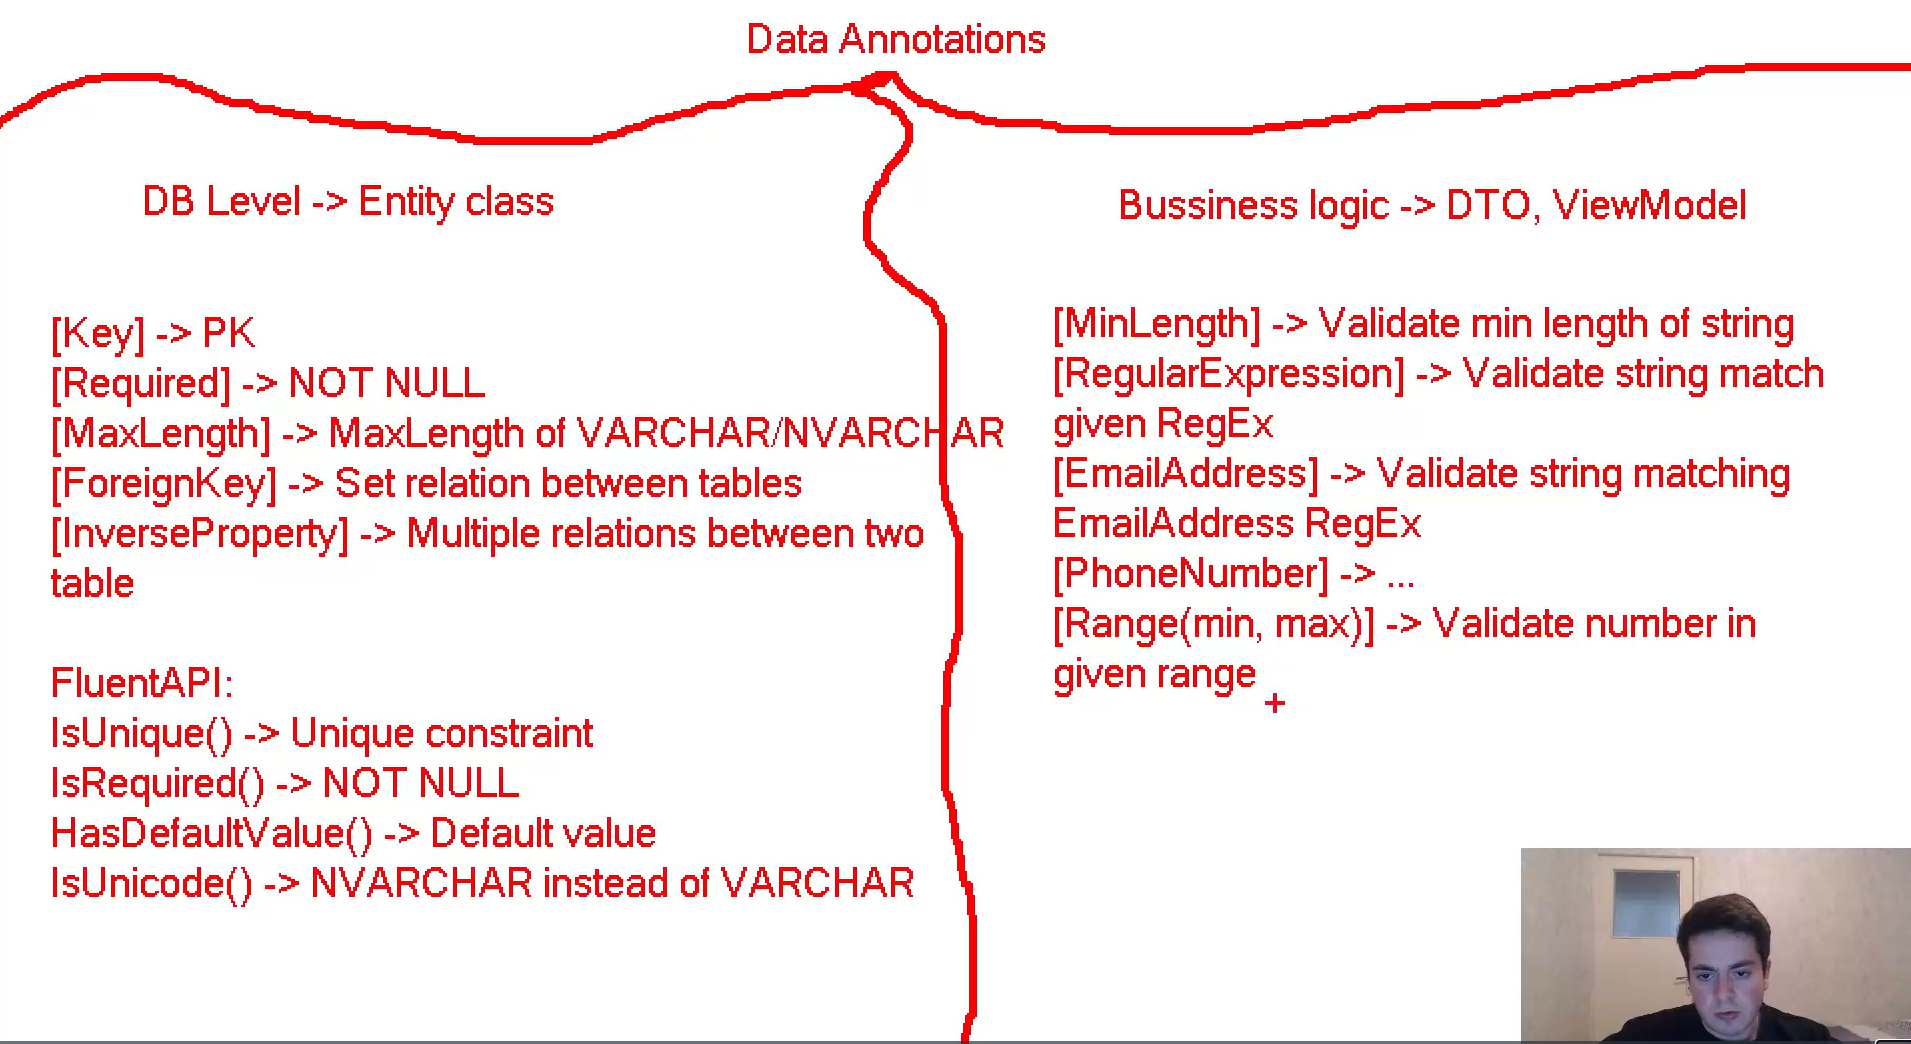 Data Annotations
DB Level -> Entity class
[Key] -> PK
[Required] -> NOT NULL
[MaxLength] -> MaxLength of VARCHAR/NVARCHAR
[ForeignKey] -> Set relation between tables
[InverseProperty] -> Multiple relations between two
table
FluentAPI:
IsUnique() -> Unique constraint
IsRequired() -> NOT NULL
HasDefaultValue() -> Default value
IsUnicode() -> NVARCHAR instead of VARCHAR
Bussiness logic -> DTO, ViewModel
[MinLength] -> Validate min length of string
[RegularExpression] -> Validate string match
given RegEx
[EmailAddress] -> Validate string matching
EmailAddress RegEx
[PhoneNumber] -> ...
[Range(min, max)] -> Validate number in
given range